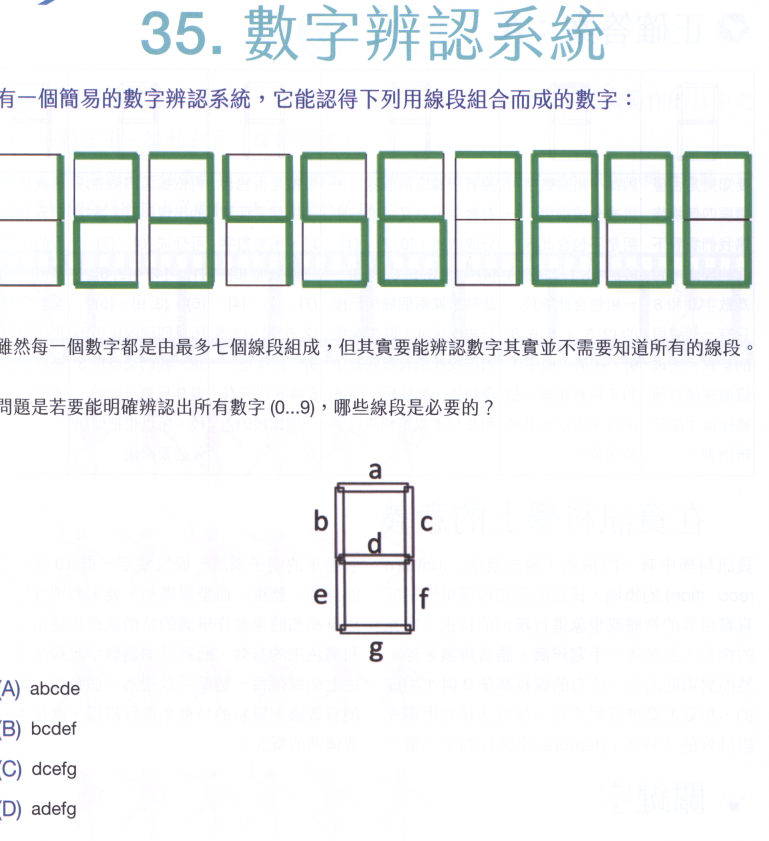 35. 數字辨認系統
有一個簡易的數字辨認系統，它能認得下列用線段組合而成的數字：
雖然每一個數字都是由最多七個線段組成，但其實要能辨認數字其實並不需要知道所有的線段。
問題是若要能明確辨認出所有數字 (0...9)，哪些線段是必要的？
a
b c
d
e f
g
(A) abcde
(B) bcdef
(C) dcefg
(D) adefg